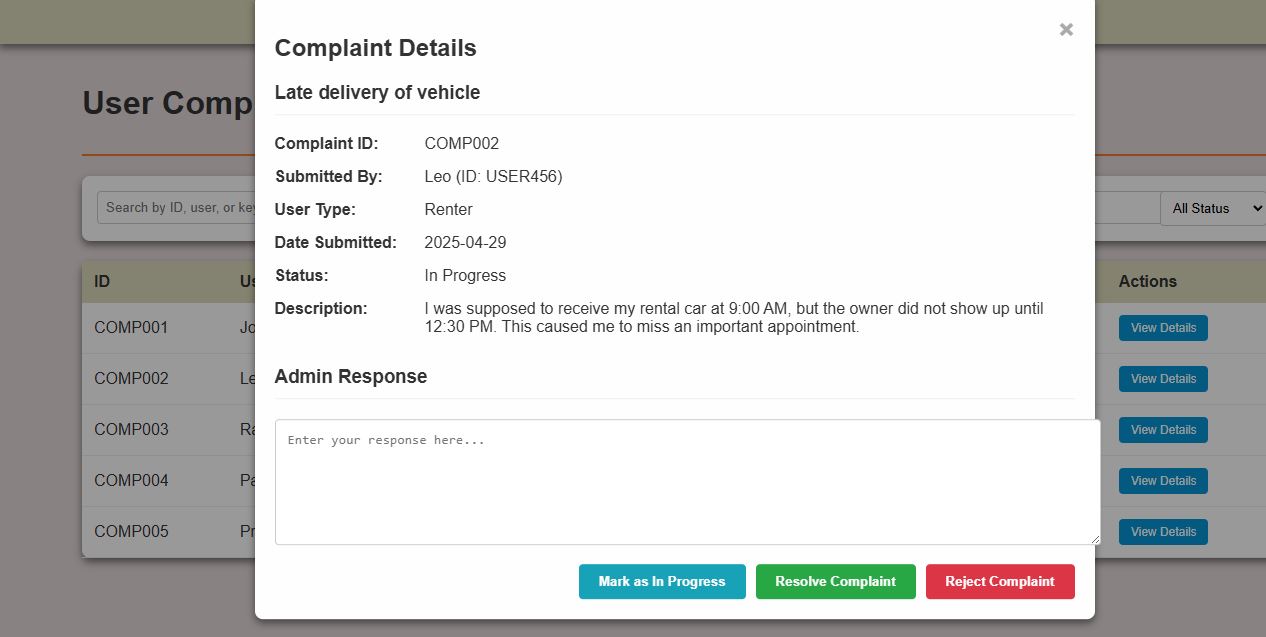 Complaint Details
×
Late delivery of vehicle
Complaint ID: COMP002
Submitted By: Leo (ID: USER456)
User Type: Renter
Date Submitted: 2025-04-29
Status: In Progress
Description: I was supposed to receive my rental car at 9:00 AM, but the owner did not show up until
12:30 PM. This caused me to miss an important appointment.
Admin Response
Enter your response here...
Mark as In Progress Resolve Complaint Reject Complaint
User Comp
Search by ID, user, or key
All Status
ID Us Actions
COMP001 Jo View Details
COMP002 Le View Details
COMP003 Ra View Details
COMP004 Pa View Details
COMP005 Pr View Details